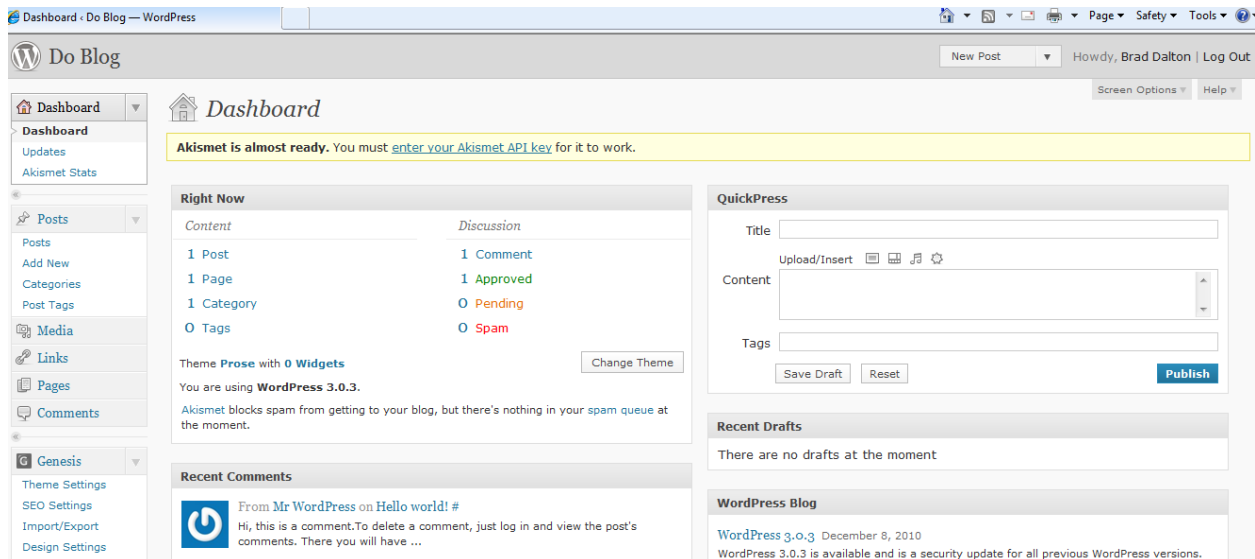 Dashboard ‹ Do Blog — WordPress
Page Safety Tools
Do Blog
New Post
Howdy, Brad Dalton | Log Out
Screen Options Help
Dashboard
Dashboard
Updates
Akismet Stats
Posts
Posts
Add New
Categories
Post Tags
Media
Links
Pages
Comments
G Genesis
Theme Settings
SEO Settings
Import/Export
Design Settings
Dashboard
Akismet is almost ready. You must enter your Akismet API key for it to work.
Right Now
Content
1 Post
1 Page
1 Category
0 Tags
Discussion
1 Comment
1 Approved
0 Pending
0 Spam
Theme Prose with 0 Widgets
Change Theme
You are using WordPress 3.0.3.
Akismet blocks spam from getting to your blog, but there's nothing in your spam queue at
the moment.
Recent Comments
From Mr WordPress on Hello world! #
Hi, this is a comment.To delete a comment, just log in and view the post's
comments. There you will have ...
QuickPress
Title
Upload/Insert
Content
Tags
Save Draft Reset Publish
Recent Drafts
There are no drafts at the moment
WordPress Blog
WordPress 3.0.3 December 8, 2010
WordPress 3.0.3 is available and is a security update for all previous WordPress versions.